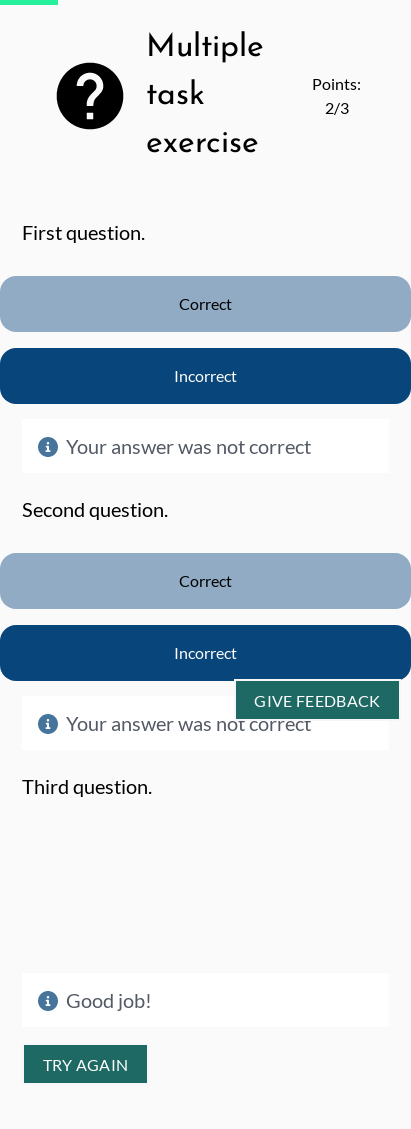 Multiple
task
exercise
Points:
2/3
First question.
Correct
Incorrect
Your answer was not correct
Second question.
Correct
Incorrect
GIVE FEEDBACK
Your answer was not correct
Third question.
Good job!
TRY AGAIN